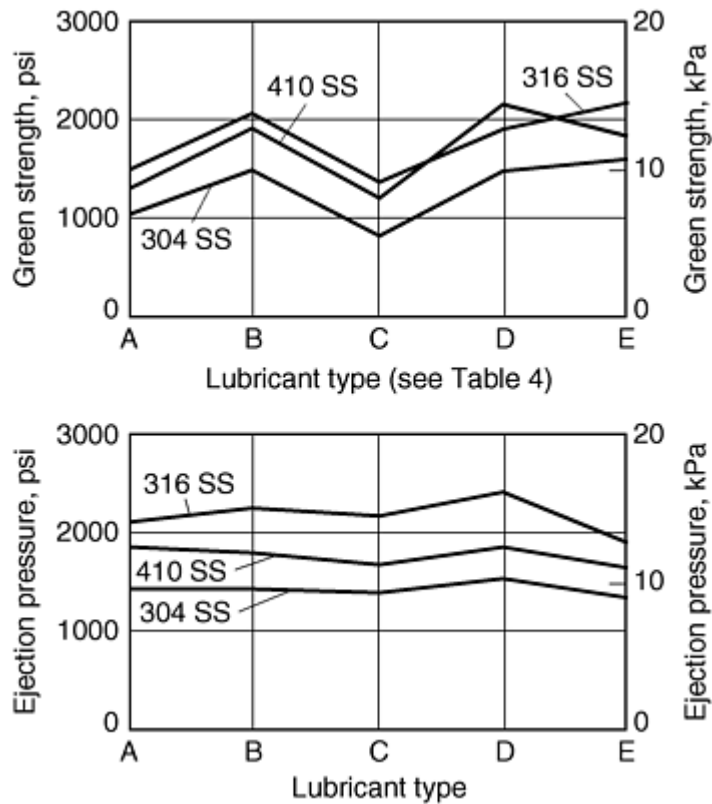 Green strength, psi
3000
2000
1000
0
410 SS
316 SS
304 SS
20
10
0
Green strength, kPa
A B C D E
Lubricant type (see Table 4)
Ejection pressure, psi
3000
2000
1000
0
316 SS
410 SS
304 SS
20
10
0
Ejection pressure, kPa
A B C D E
Lubricant type